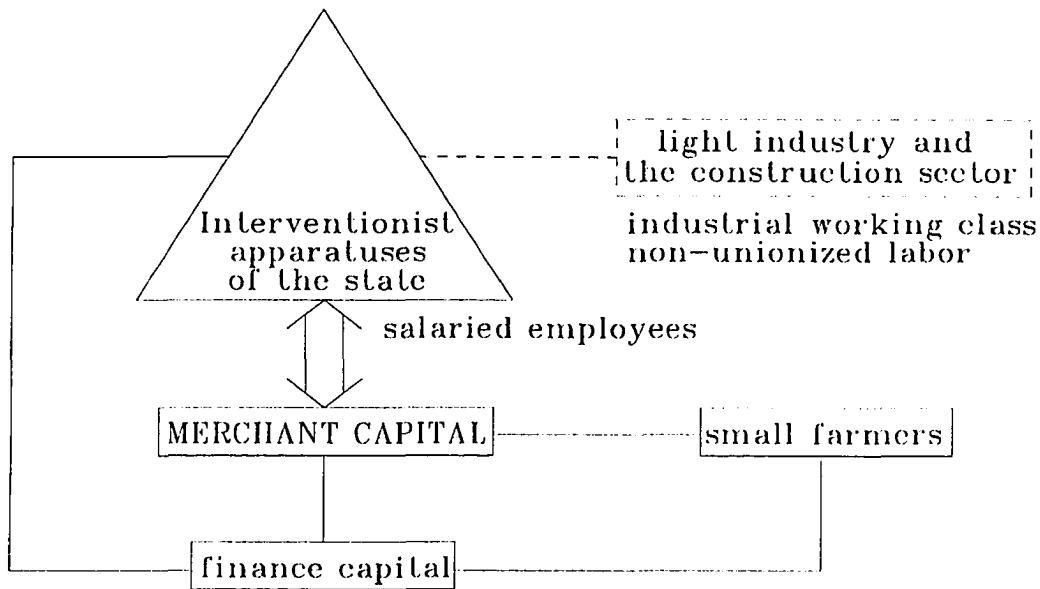 light industry and
the construction sector
industrial working class
non-unionized labor
Interventionist
apparatuses
of the state
salaried employees
MERCHANT CAPITAL
small farmers
finance capital